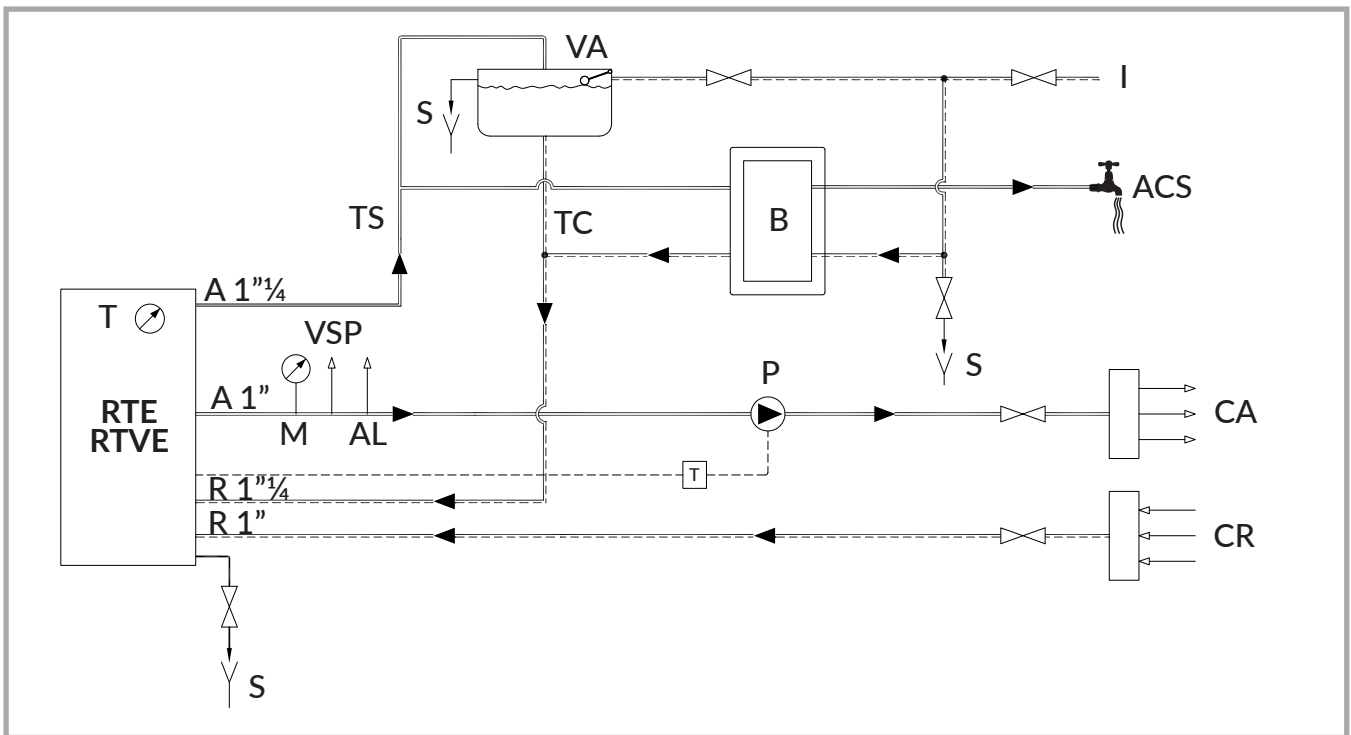 VA
I
S
ACS
TS
TC
B
A 1”¼
T
VSP
S
P
A 1”
RTE
RTVE
M
AL
CA
T
R 1”¼
R 1”
CR
S